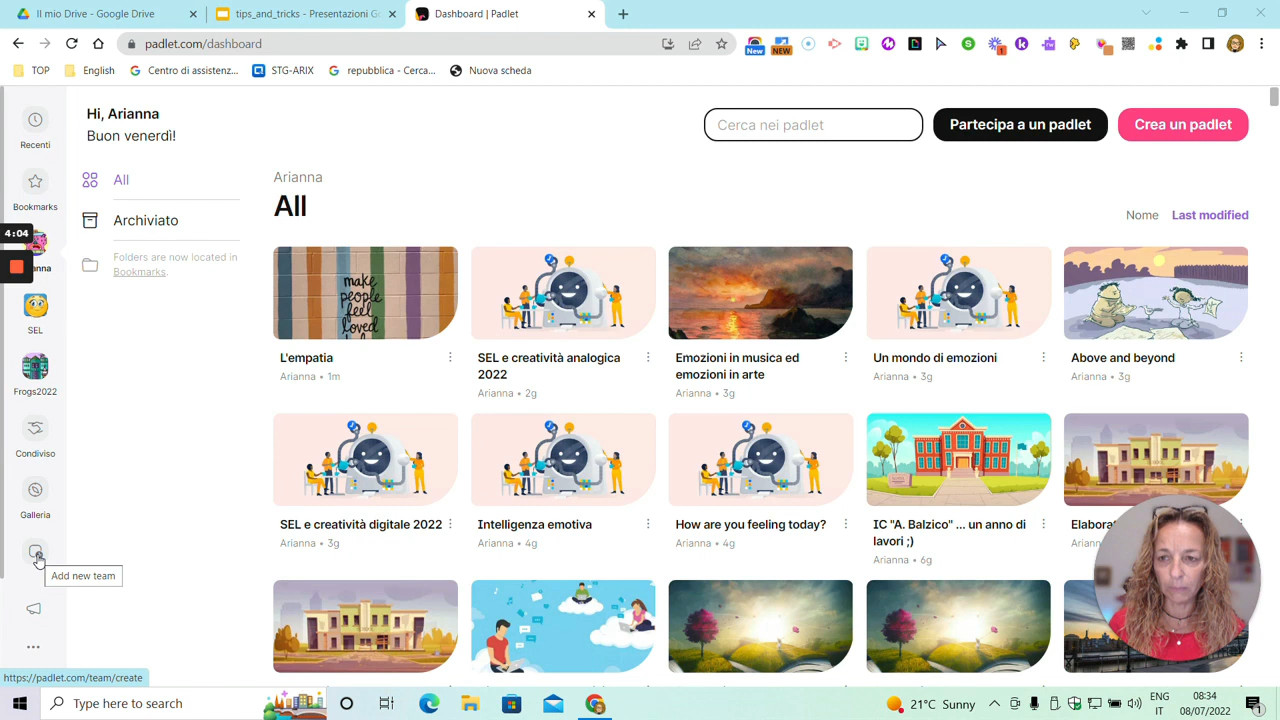 Il mio Drive - Google Drive
tips_and_tricks - Presentazioni G
Dashboard | Padlet
padlet.com/dashboard
New
NEW
1
TOP
English
Centro di assistenz...
STG-ARIX
repubblica - Cerca...
Nuova scheda
Recenti
Bookmarks
4:04
anna
SEL
Frogs2022
Condiviso
Galleria
Add new team
Hi, Arianna
Buon venerdì!
All
Archiviato
Folders are now located in
Bookmarks.
Cerca nei padlet
Partecipa a un padlet
Crea un padlet
Arianna
All
Nome
Last modified
make
people
feel
loved
L'empatia
Arianna • 1m
SEL e creatività analogica
2022
Arianna • 2g
Emozioni in musica ed
emozioni in arte
Arianna • 3g
Un mondo di emozioni
Arianna • 3g
Above and beyond
Arianna • 3g
SEL e creatività digitale 2022
Arianna • 3g
Intelligenza emotiva
Arianna • 4g
How are you feeling today?
Arianna • 4g
IC "A. Balzico" ... un anno di
lavori ;)
Arianna • 6g
Elabora
Ariann
https://padlet.com/team/create
Type here to search
21°C Sunny
ENG
IT
08:34
08/07/2022
1